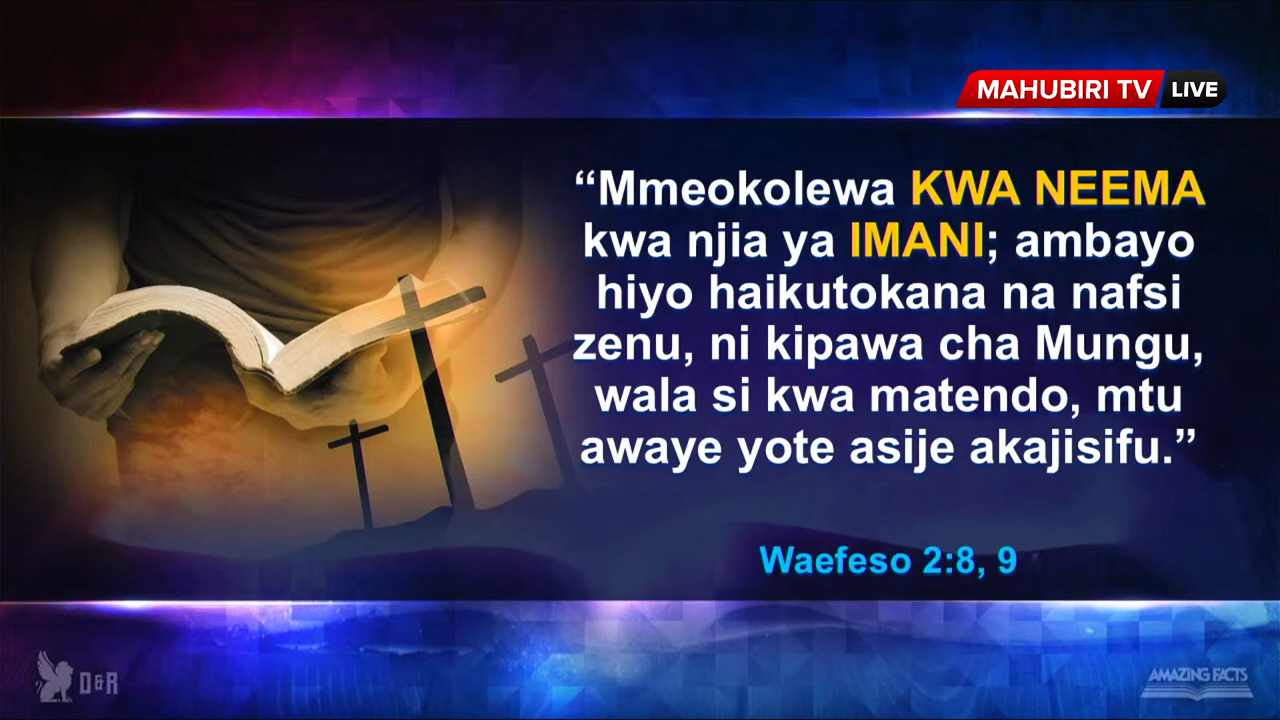 MAHUBIRI TV LIVE
“Mmeokolewa KWA NEEMA
kwa njia ya IMANI; ambayo
hiyo haikutokana na nafsi
zenu, ni kipawa cha Mungu,
wala si kwa matendo, mtu
awaye yote asije akajisifu.”
Waefeso 2:8, 9
D&R
AMAZING FACTS